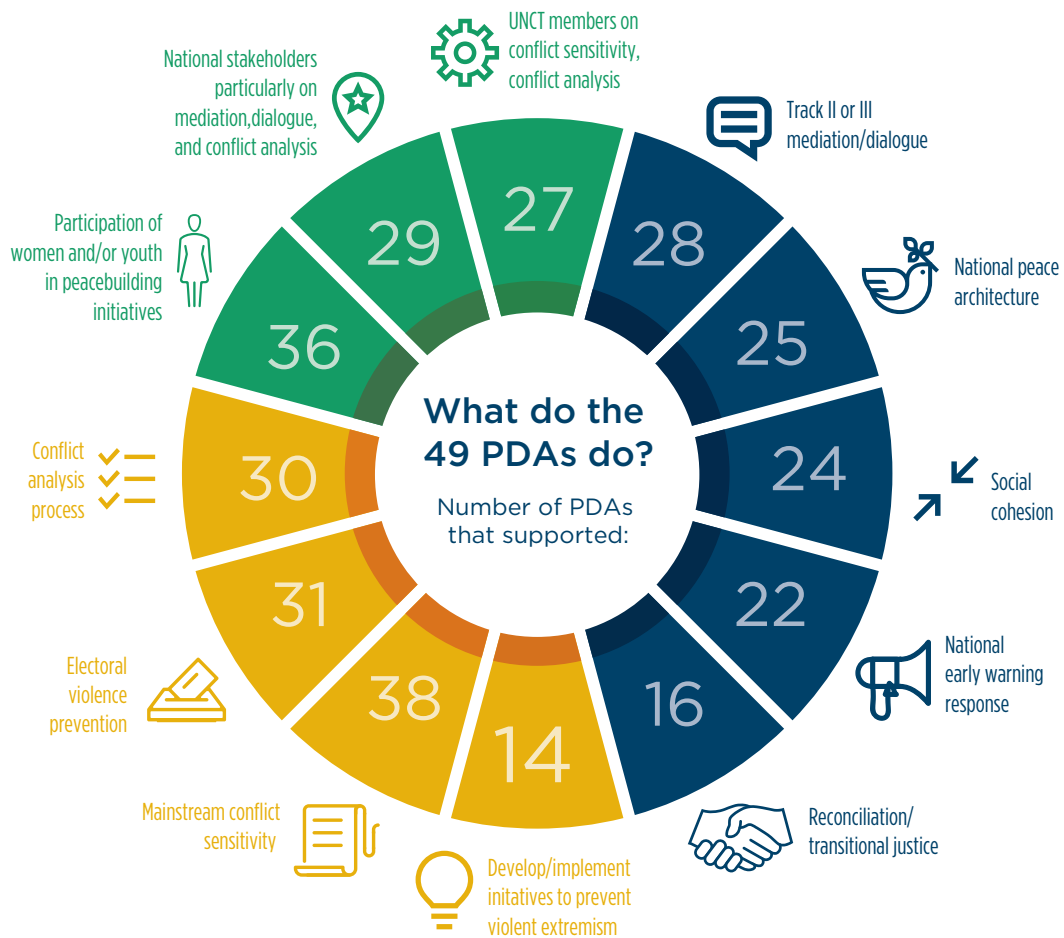 UNCT members on
conflict sensitivity,
conflict analysis
27
Track II or III
mediation/dialogue
28
National peace
architecture
25
Social
cohesion
24
National
early warning
response
22
Reconciliation/
transitional justice
16
Develop/implement
initatives to prevent
violent extremism
14
Mainstream conflict
sensitivity
38
Electoral
violence
prevention
31
Conflict
analysis
process
30
Participation of
women and/or youth
in peacebuilding
initiatives
36
National stakeholders
particularly on
mediation,dialogue,
and conflict analysis
29
What do the
49 PDAs do?
Number of PDAs
that supported: